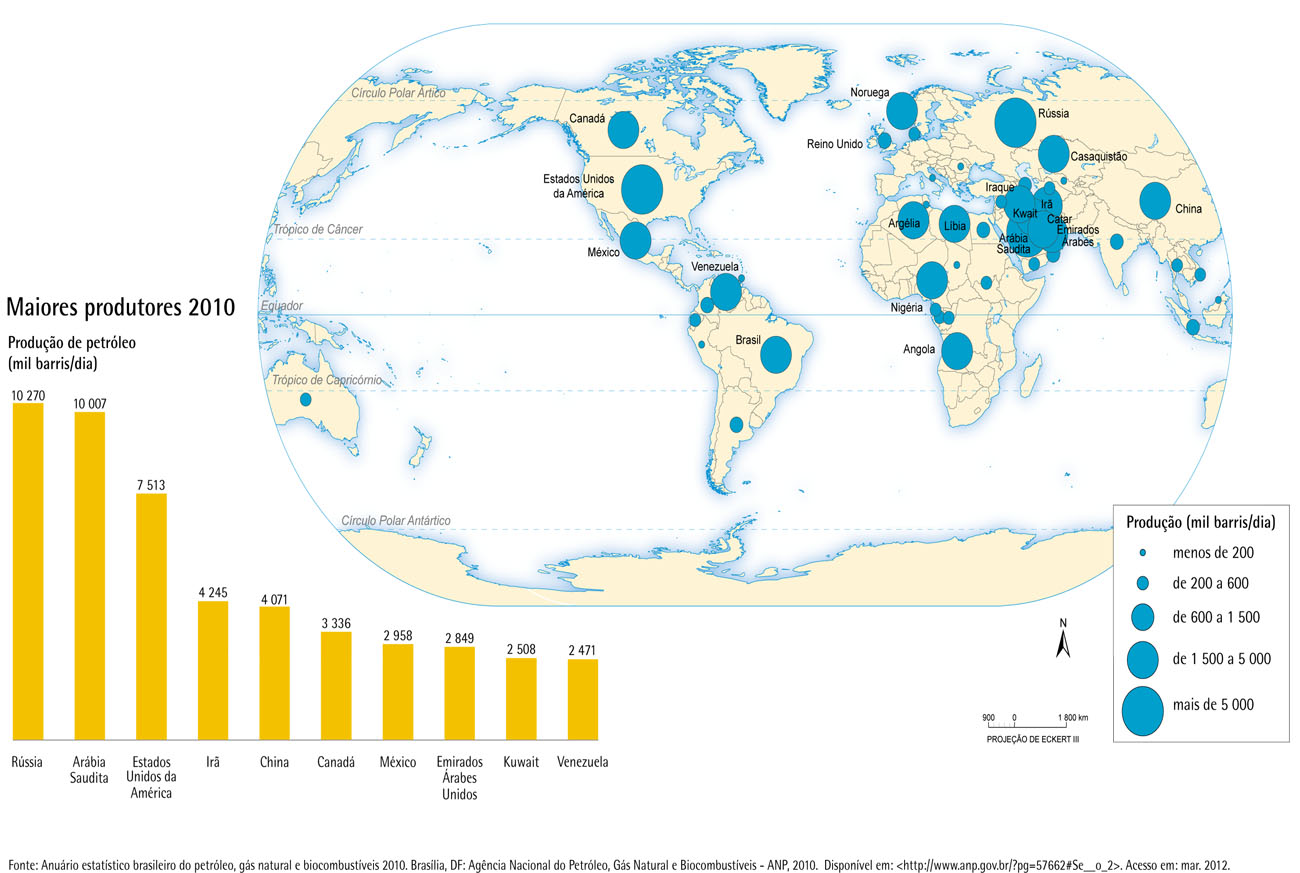 Círculo Polar Ártico
Noruega
Canadá
Rússia
Reino Unido
Casaquistão
Estados Unidos
da América
Iraque
Irã
China
Kwait
Catar
Argélia
Líbia
Emirados
Árabes
Arábia
Saudita
Trópico de Câncer
México
Venezuela
Equador
Nigéria
Brasil
Angola
Trópico de Capricórnio
Círculo Polar Antártico
Maiores produtores 2010
Produção de petróleo
(mil barris/dia)
10 270
10 007
7 513
4 245
4 071
3 336
2 958
2 849
2 508
2 471
Rússia
Arábia
Saudita
Estados
Unidos da
América
Irã
China
Canadá
México
Emirados
Árabes
Unidos
Kuwait
Venezuela
Produção (mil barris/dia)
menos de 200
de 200 a 600
de 600 a 1 500
de 1 500 a 5 000
mais de 5 000
N
900 0 1 800 km
PROJEÇÃO DE ECKERT III
Fonte: Anuário estatístico brasileiro do petróleo, gás natural e biocombustíveis 2010. Brasília, DF: Agência Nacional do Petróleo, Gás Natural e Biocombustíveis - ANP, 2010. Disponível em: <http://www.anp.gov.br/?pg=57662#Se__o_2>. Acesso em: mar. 2012.